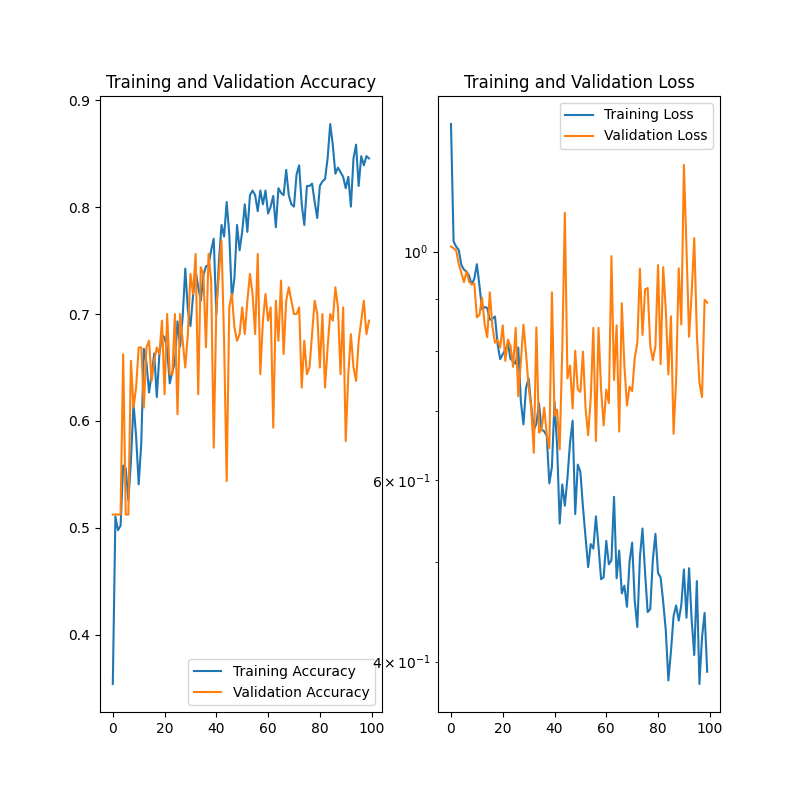 Training and Validation Accuracy
0.9
0.8
0.7
0.6
0.5
0.4
0 20 40 60 80 100
Training Accuracy
Validation Accuracy
Training and Validation Loss
10⁰
6 × 10⁻¹
4 × 10⁻¹
0 20 40 60 80 100
Training Loss
Validation Loss